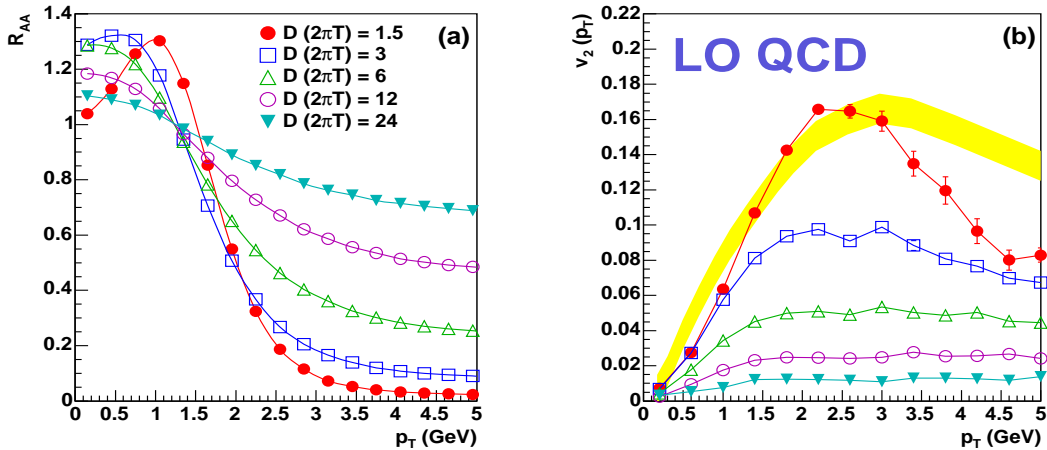 R_AA
1.4
1.2
1
0.8
0.6
0.4
0.2
0
(a)
D (2πT) = 1.5
D (2πT) = 3
D (2πT) = 6
D (2πT) = 12
D (2πT) = 24
0 0.5 1 1.5 2 2.5 3 3.5 4 4.5 5
p_T (GeV)
v_2 (p_T)
0.22
0.2
0.18
0.16
0.14
0.12
0.1
0.08
0.06
0.04
0.02
0
LO QCD
(b)
0 0.5 1 1.5 2 2.5 3 3.5 4 4.5 5
p_T (GeV)